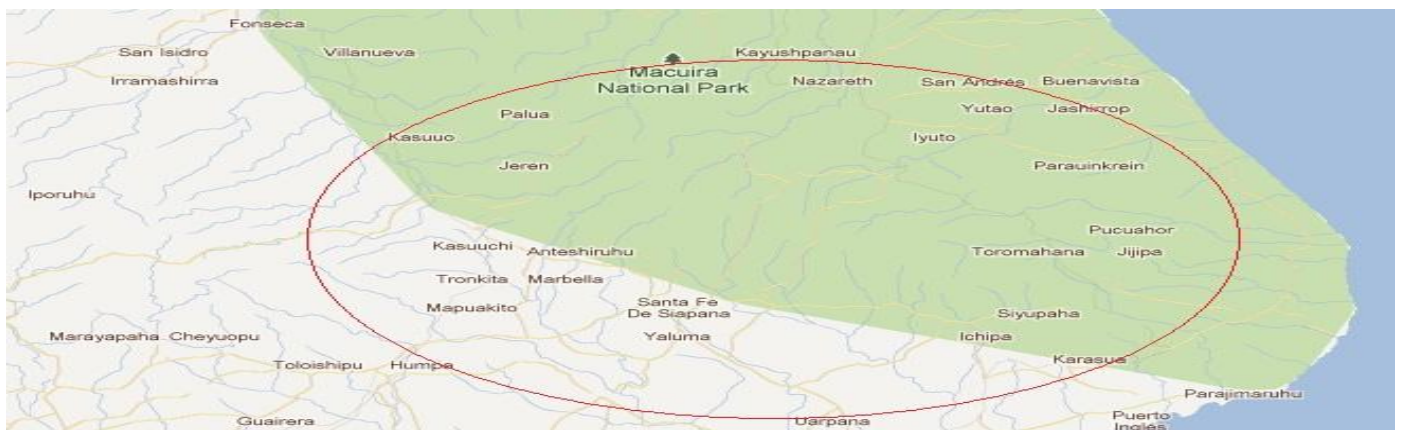 Fonseca
San Isidro
Villanueva
Kayushpanau
Irramashirra
Macuira
National Park
Nazareth
San Andrés
Buenavista
Palua
Yutao
Jashirrop
Kasuuo
Iyuto
Jeren
Parauinkrein
Iporuhu
Pucuahor
Kasuuchi
Anteshiruhu
Toromahana
Jijipa
Tronkita
Marbella
Mapuakito
Santa Fe
De Siapana
Siyupaha
Marayapaha
Cheyuopu
Yaluma
Ichipa
Toloishipu
Humpa
Karasua
Parajimaruhu
Guairera
Uarpana
Puerto
Inglés